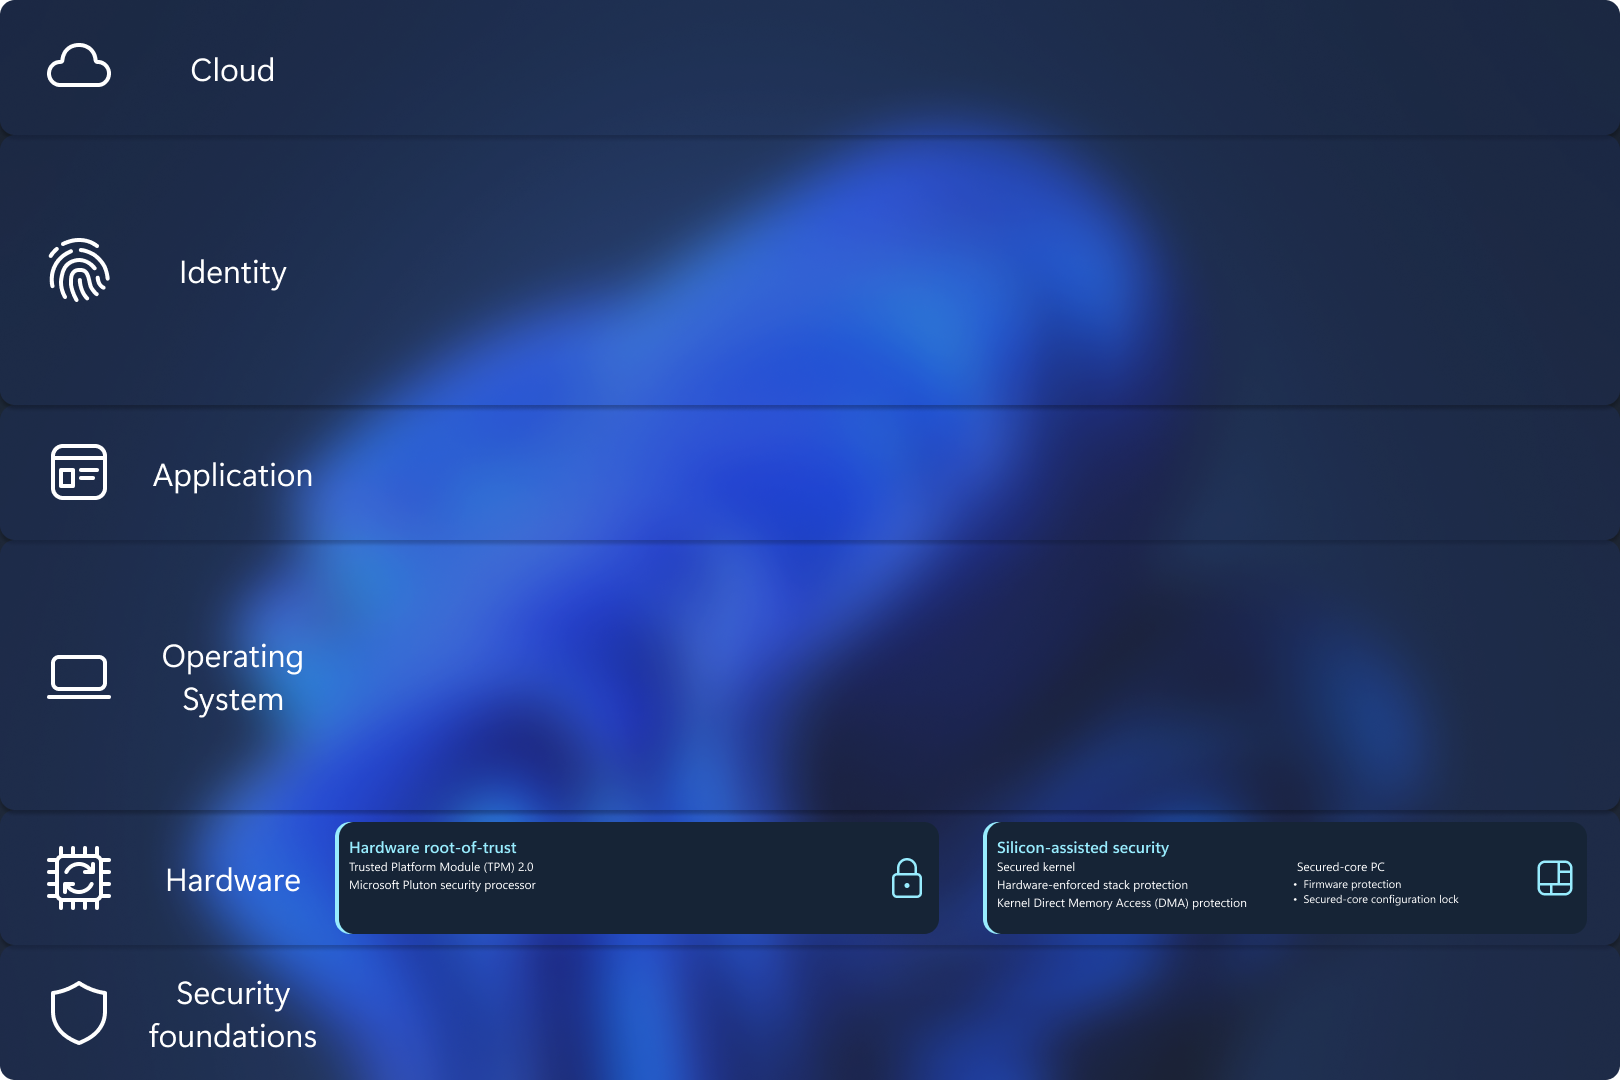 Cloud
Identity
Application
Operating
System
Hardware
Hardware root-of-trust
Trusted Platform Module (TPM) 2.0
Microsoft Pluton security processor
Silicon-assisted security
Secured kernel
Hardware-enforced stack protection
Kernel Direct Memory Access (DMA) protection
Secured-core PC
• Firmware protection
• Secured-core configuration lock
Security
foundations